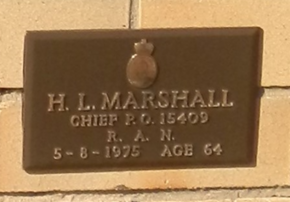 H. L. MARSHALL
CHIEF P.O. 15409
R. A. N.
5-8-1975 AGE 64